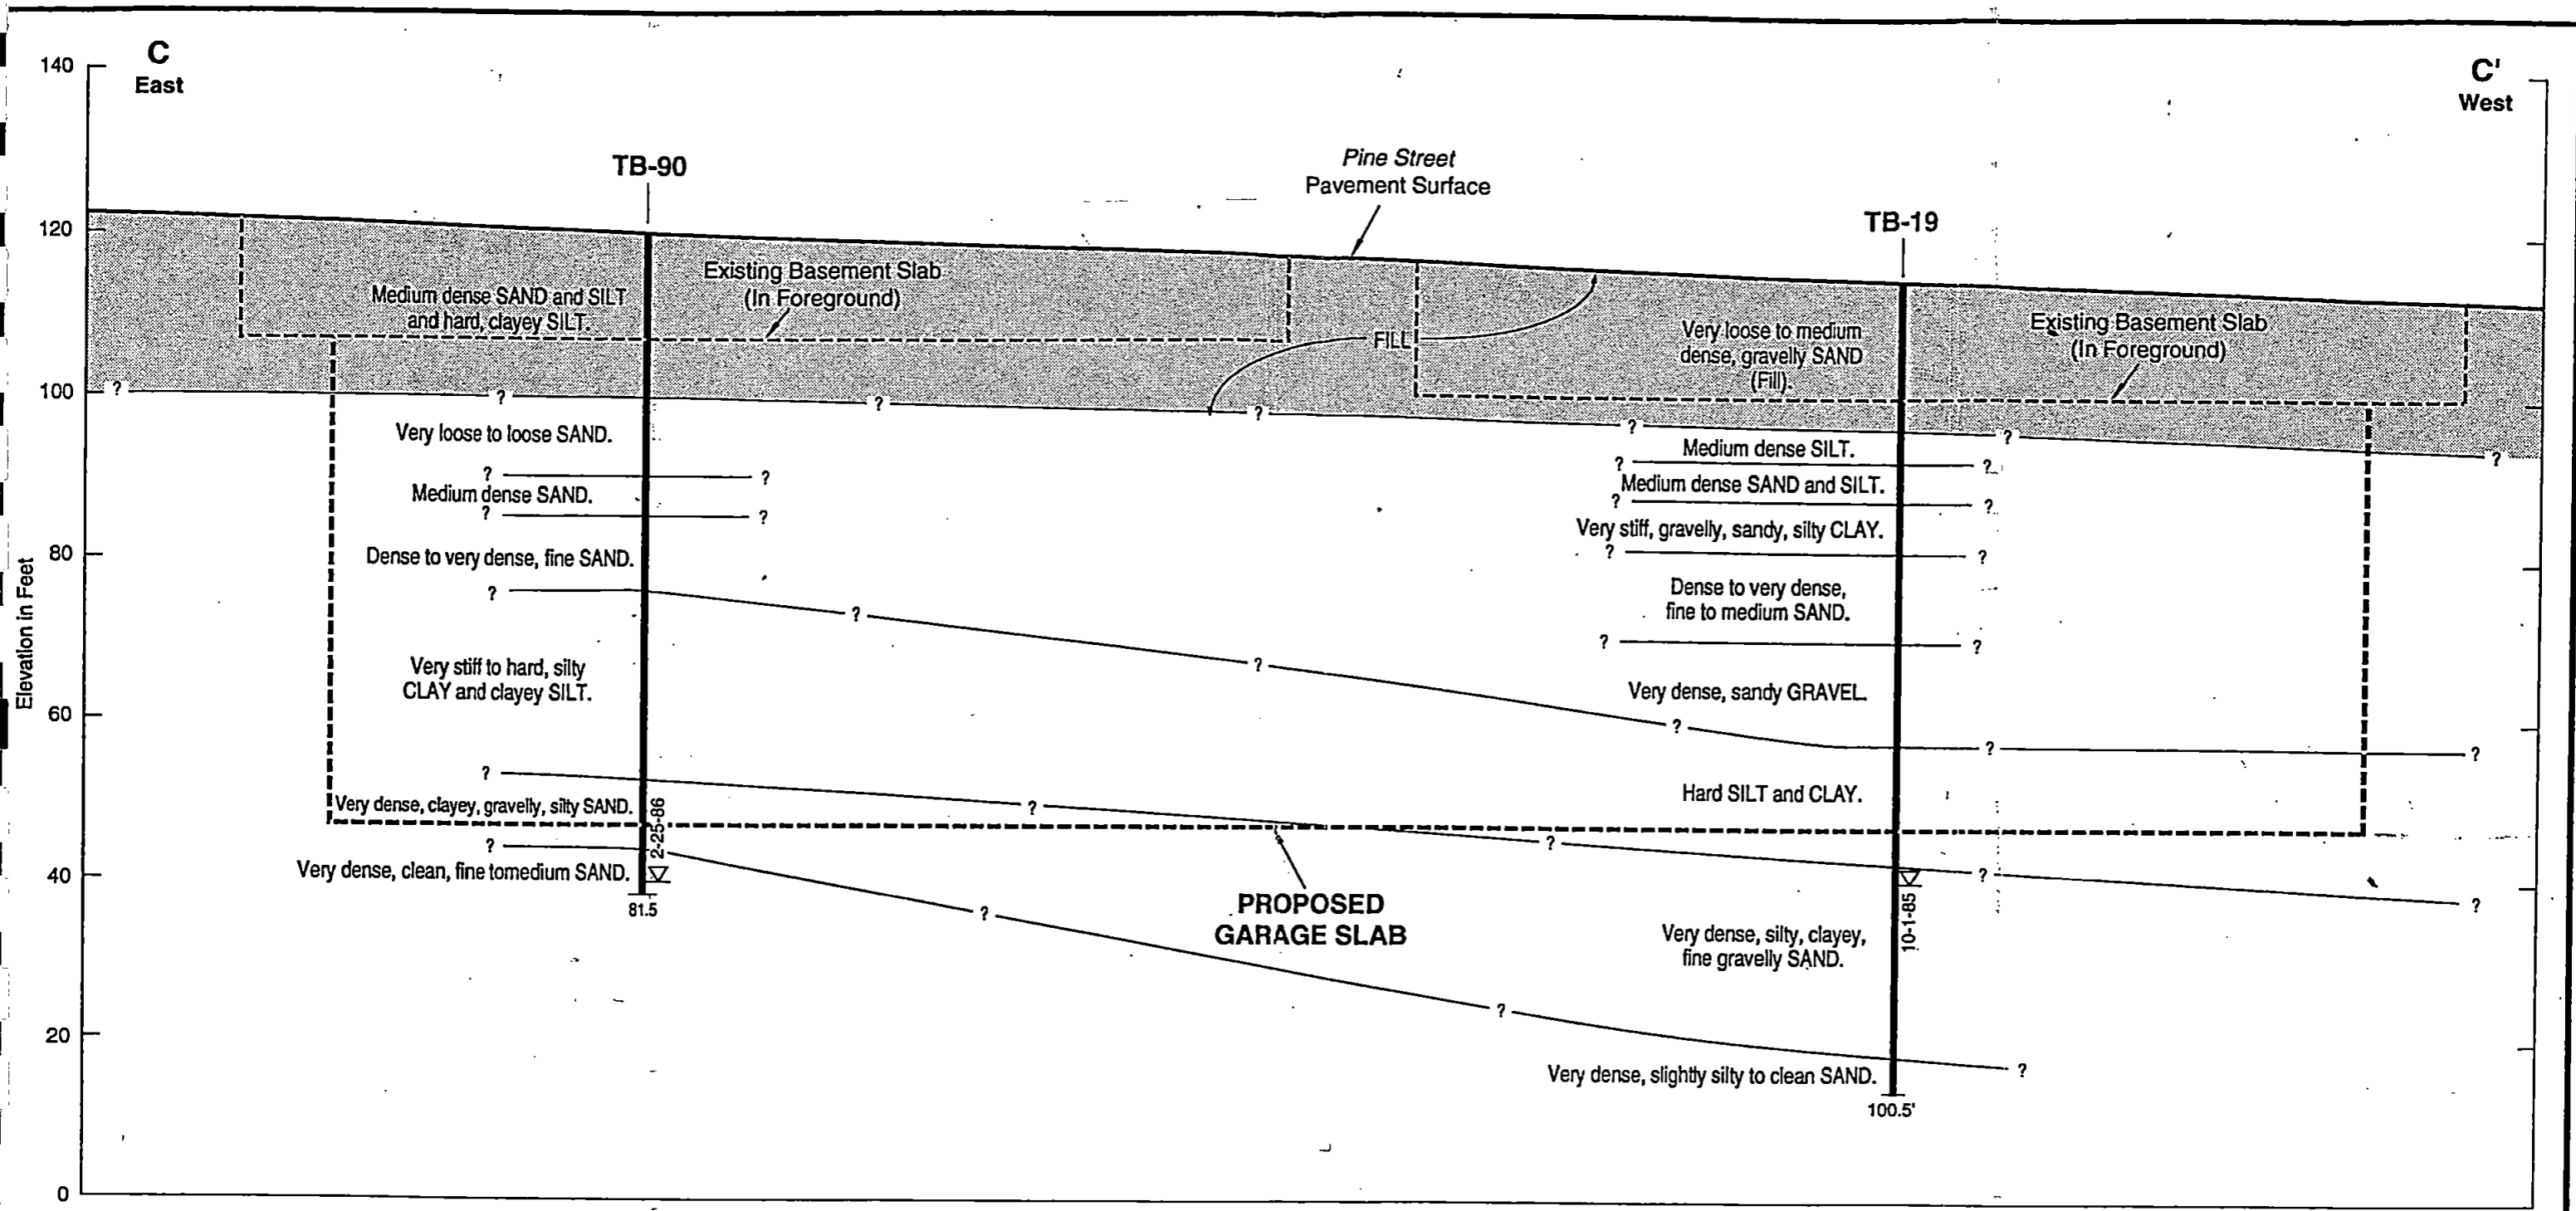 C
East
C'
West
140
120
100
80
60
40
20
0
Elevation in Feet
TB-90
Pine Street
Pavement Surface
TB-19
Existing Basement Slab
(In Foreground)
Medium dense SAND and SILT
and hard, clayey SILT.
FILL
Very loose to medium
dense, gravelly SAND
(Fill).
Existing Basement Slab
(In Foreground)
? ? ? ? ? ? ?
Very loose to loose SAND.
? ?
Medium dense SAND.
? ?
Dense to very dense, fine SAND.
? ? ? ? ? ?
Very stiff to hard, silty
CLAY and clayey SILT.
? ? ? ? ?
Very dense, clayey, gravelly, silty SAND.
2-25-86
? ? ? ?
Very dense, clean, fine tomedium SAND.
81.5
Medium dense SILT.
? ?
Medium dense SAND and SILT.
? ?
Very stiff, gravelly, sandy, silty CLAY.
? ?
Dense to very dense,
fine to medium SAND.
? ?
Very dense, sandy GRAVEL.
Hard SILT and CLAY.
PROPOSED
GARAGE SLAB
10-1-85
Very dense, silty, clayey,
fine gravelly SAND.
Very dense, slightly silty to clean SAND.
100.5'